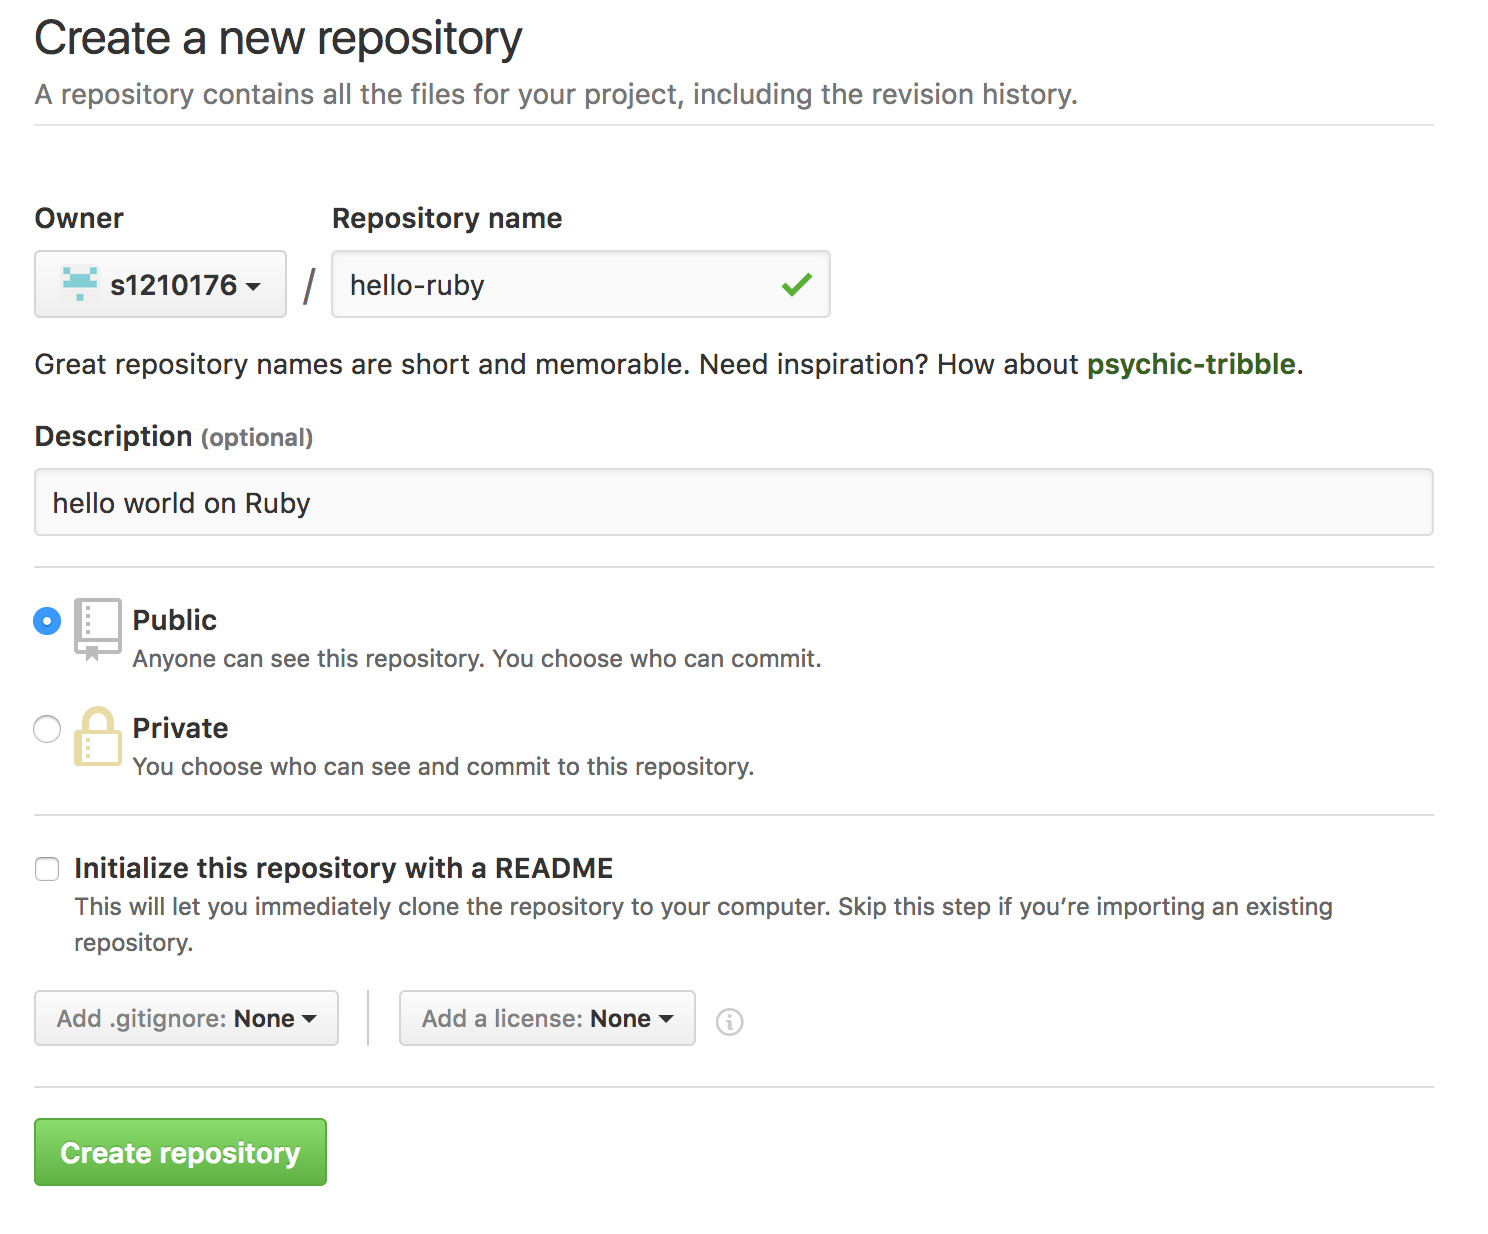 Create a new repository
A repository contains all the files for your project, including the revision history.
Owner Repository name
s1210176 / hello-ruby
Great repository names are short and memorable. Need inspiration? How about psychic-tribble.
Description (optional)
hello world on Ruby
Public
Anyone can see this repository. You choose who can commit.
Private
You choose who can see and commit to this repository.
Initialize this repository with a README
This will let you immediately clone the repository to your computer. Skip this step if you’re importing an existing
repository.
Add .gitignore: None Add a license: None
Create repository